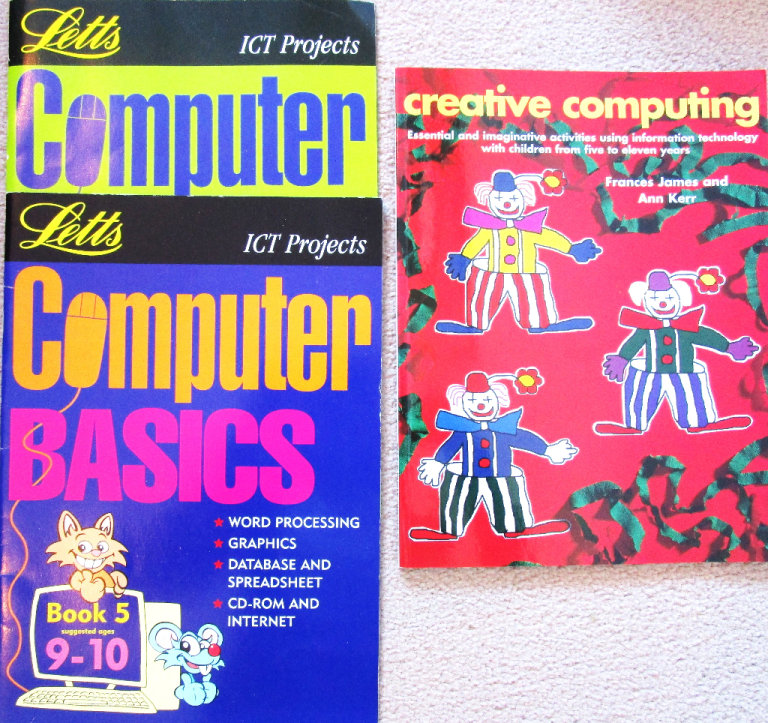 Letts
ICT Projects
Computer
Letts
ICT Projects
Computer
BASICS
★ WORD PROCESSING
★ GRAPHICS
★ DATABASE AND
SPREADSHEET
★ CD-ROM AND
INTERNET
Book 5
suggested ages
9-10
creative computing
Essential and imaginative activities using information technology
with children from five to eleven years
Frances James and
Ann Kerr